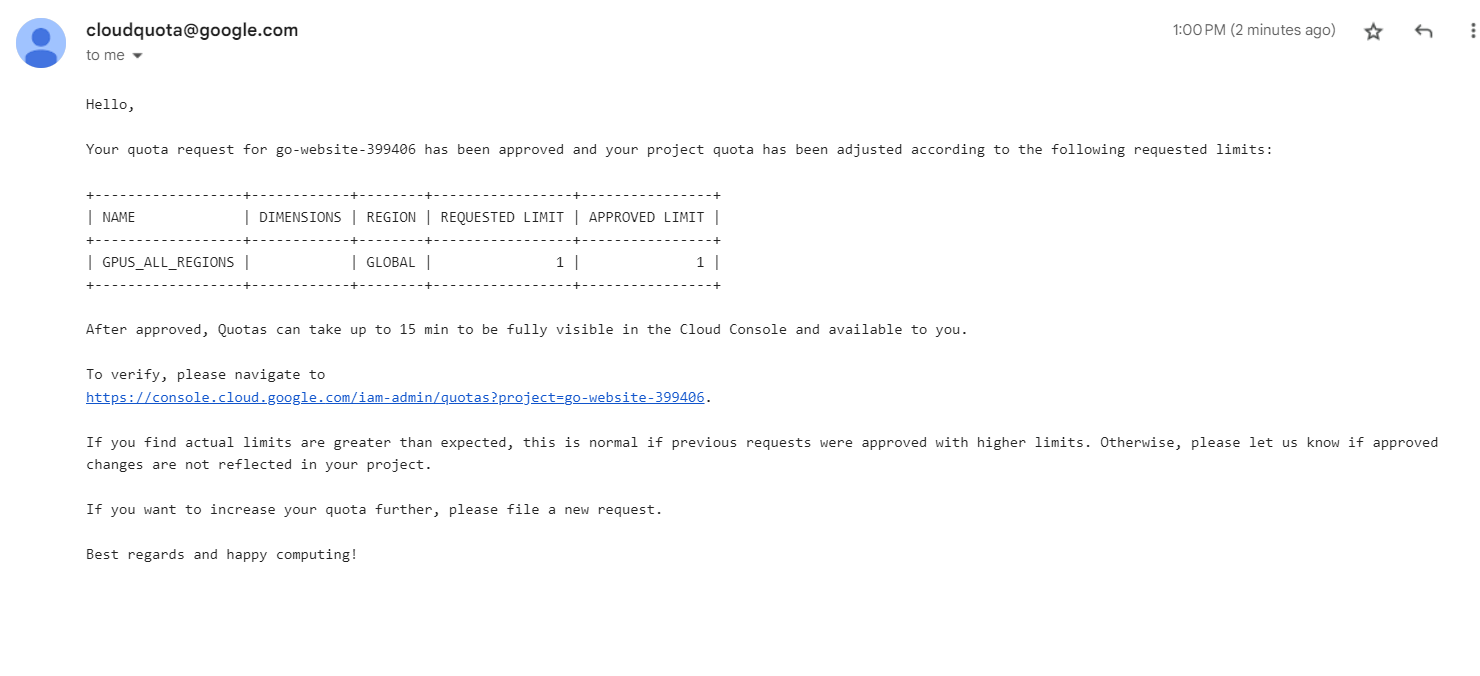 cloudquota@google.com
1:00 PM (2 minutes ago)
to me
Hello,
Your quota request for go-website-399406 has been approved and your project quota has been adjusted according to the following requested limits:
+------------------+------------+--------+-----------------+----------------+
| NAME             | DIMENSIONS | REGION | REQUESTED LIMIT | APPROVED LIMIT |
+------------------+------------+--------+-----------------+----------------+
| GPUS_ALL_REGIONS |            | GLOBAL |               1 |              1 |
+------------------+------------+--------+-----------------+----------------+
After approved, Quotas can take up to 15 min to be fully visible in the Cloud Console and available to you.
To verify, please navigate to
https://console.cloud.google.com/iam-admin/quotas?project=go-website-399406.
If you find actual limits are greater than expected, this is normal if previous requests were approved with higher limits. Otherwise, please let us know if approved
changes are not reflected in your project.
If you want to increase your quota further, please file a new request.
Best regards and happy computing!